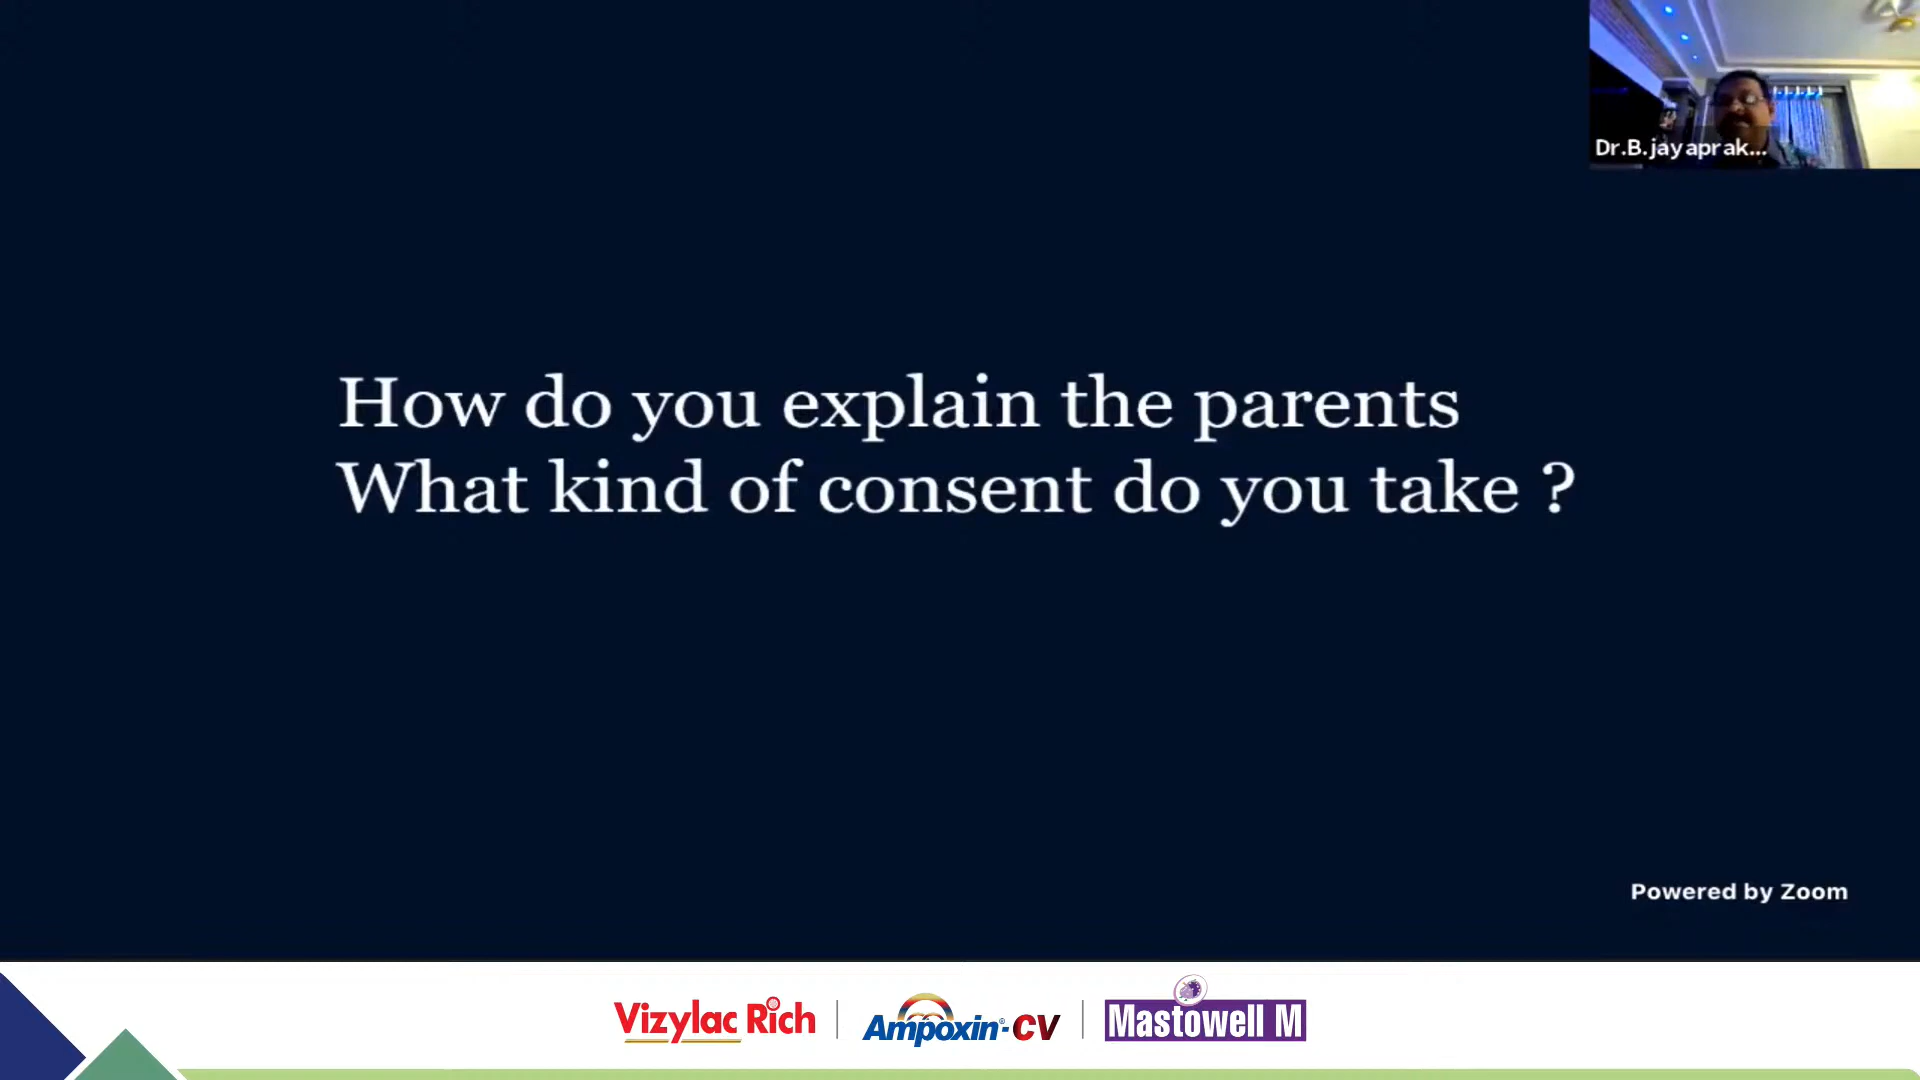 Dr.B.jayaprak...
How do you explain the parents
What kind of consent do you take ?
Powered by Zoom
Vizylac Rich
Ampoxin®-CV
Mastowell M